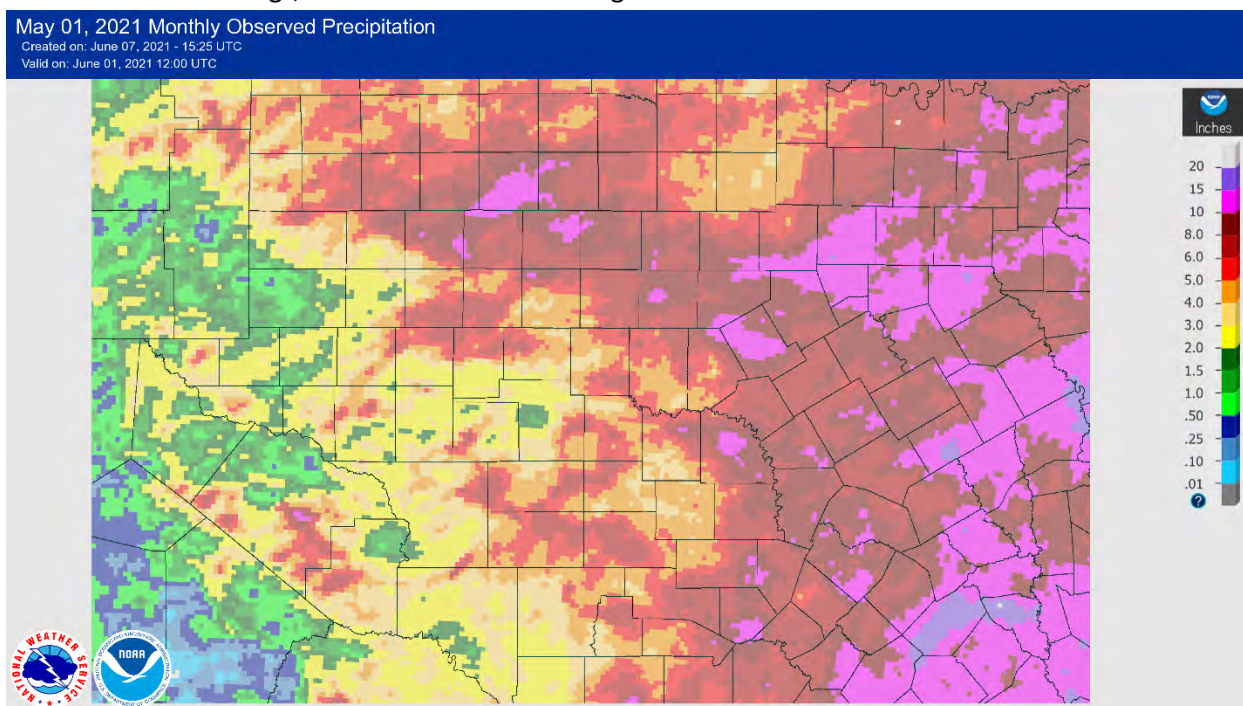 May 01, 2021 Monthly Observed Precipitation
Created on: June 07, 2021 - 15:25 UTC
Valid on: June 01, 2021 12:00 UTC
NOAA
Inches
20
15
10
8.0
6.0
5.0
4.0
3.0
2.0
1.5
1.0
.50
.25
.10
.01
?
NATIONAL WEATHER SERVICE
NOAA